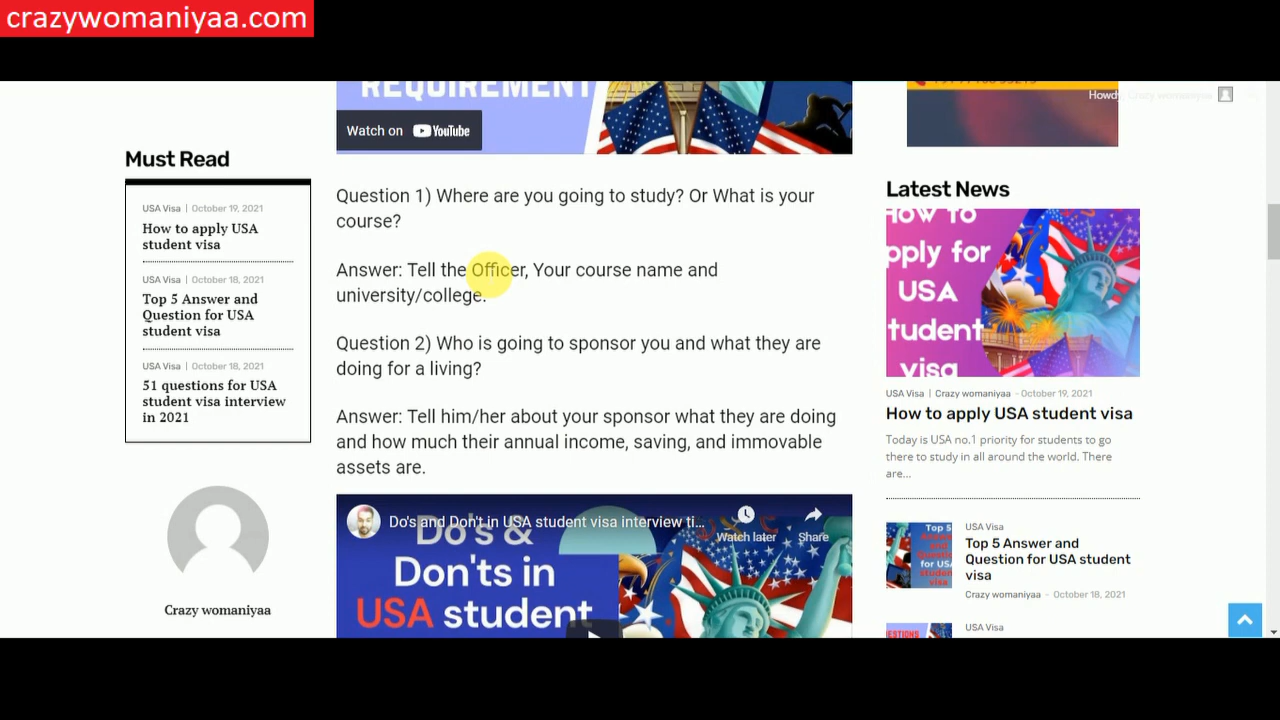 crazywomaniyaa.com
REQUIREMENT
Watch on YouTube
Howdy, Crazy womaniyaa
Must Read
USA Visa | October 19, 2021
How to apply USA
student visa
USA Visa | October 18, 2021
Top 5 Answer and
Question for USA
student visa
USA Visa | October 18, 2021
51 questions for USA
student visa interview
in 2021
Crazy womaniyaa
Question 1) Where are you going to study? Or What is your
course?
Answer: Tell the Officer, Your course name and
university/college.
Question 2) Who is going to sponsor you and what they are
doing for a living?
Answer: Tell him/her about your sponsor what they are doing
and how much their annual income, saving, and immovable
assets are.
Do's and Don't in USA student visa interview ti...
Watch later
Share
Do's &
Don'ts in
USA student
Latest News
How to
pply for
USA
tudent
visa
USA Visa | Crazy womaniyaa - October 19, 2021
How to apply USA student visa
Today is USA no.1 priority for students to go
there to study in all around the world. There
are...
USA Visa
Top 5 Answer and
Question for USA student
visa
Crazy womaniyaa - October 18, 2021
USA Visa